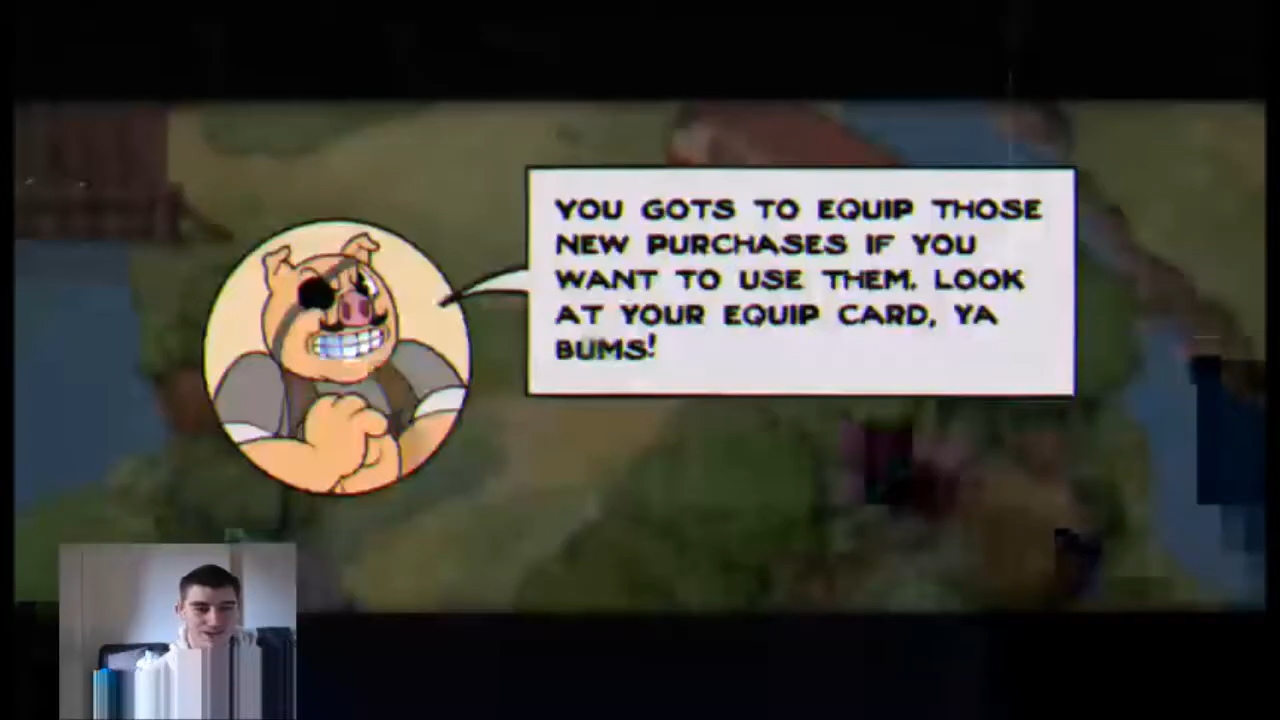 YOU GOTS TO EQUIP THOSE
NEW PURCHASES IF YOU
WANT TO USE THEM. LOOK
AT YOUR EQUIP CARD, YA
BUMS!